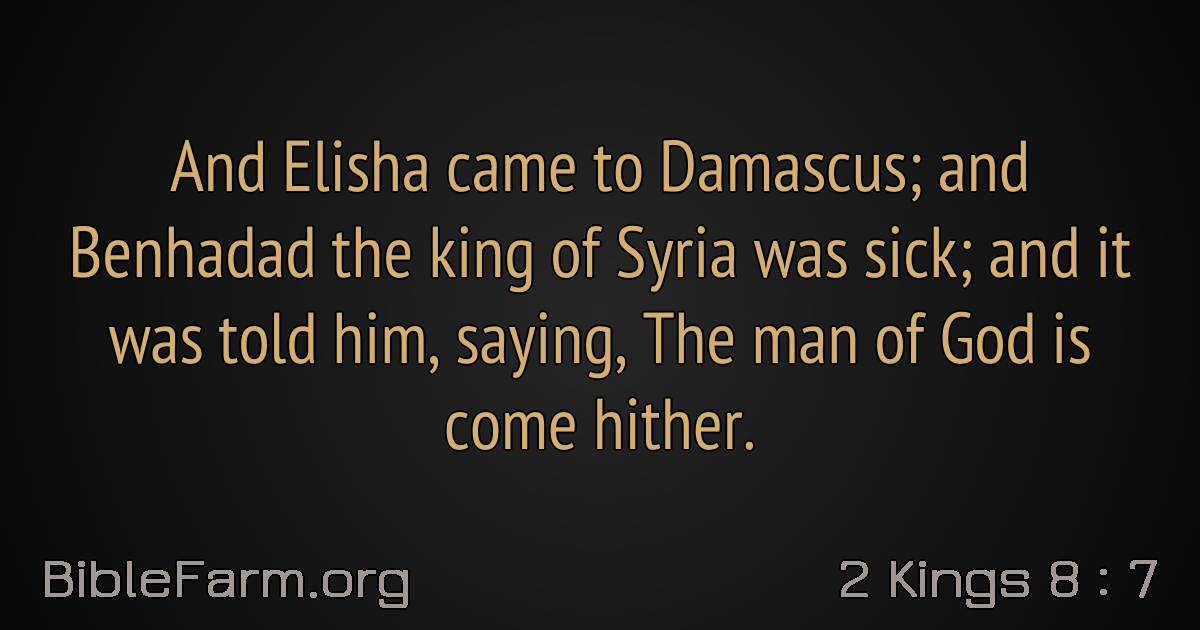 And Elisha came to Damascus; and
Benhadad the king of Syria was sick; and it
was told him, saying, The man of God is
come hither.
BibleFarm.org
2 Kings 8 : 7